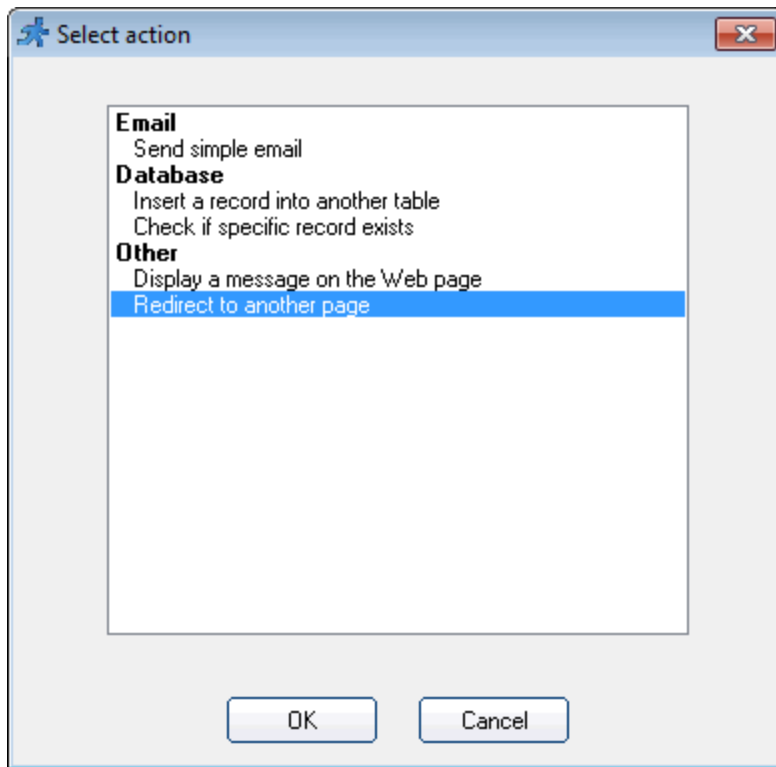 Select action
Email
Send simple email
Database
Insert a record into another table
Check if specific record exists
Other
Display a message on the Web page
Redirect to another page
OK
Cancel